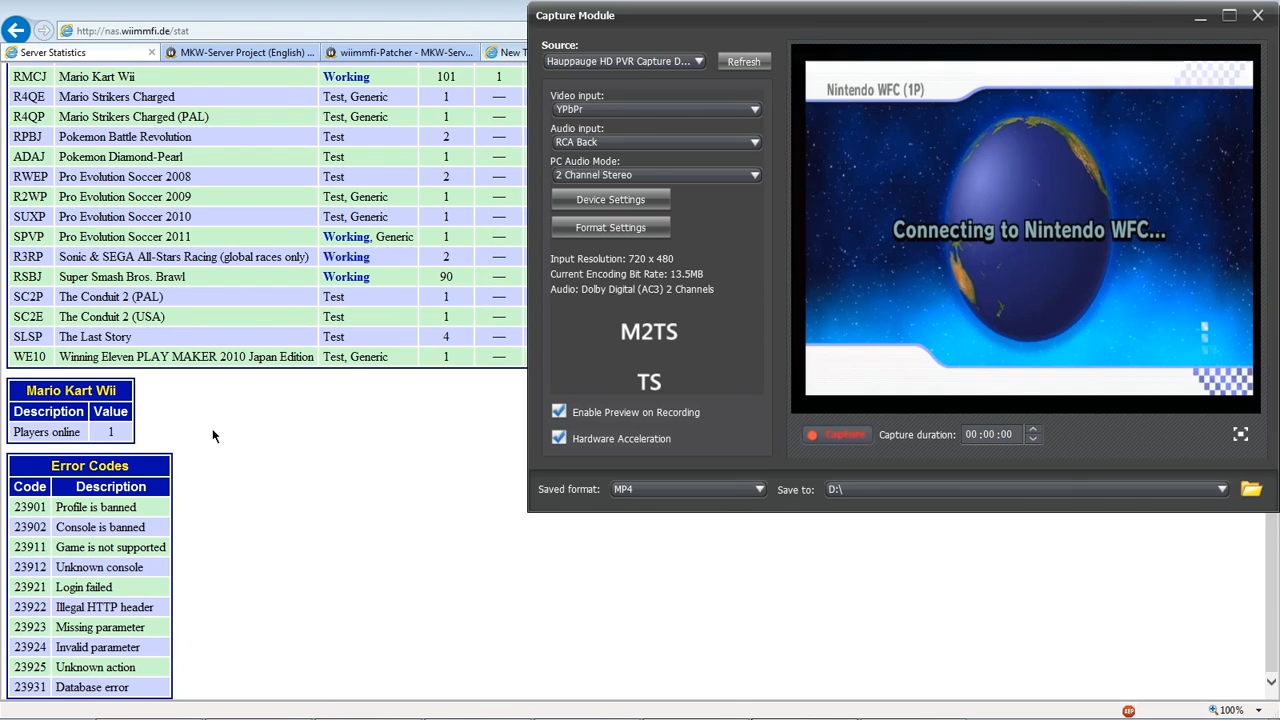 http://nas.wiimmfi.de/stat
Server Statistics
MKW-Server Project (English) ...
wiimmfi-Patcher - MKW-Serv...
New T
RMCJ Mario Kart Wii Working 101 1
R4QE Mario Strikers Charged Test, Generic 1 —
R4QP Mario Strikers Charged (PAL) Test, Generic 1 —
RPBJ Pokemon Battle Revolution Test 2 —
ADAJ Pokemon Diamond-Pearl Test 1 —
RWEP Pro Evolution Soccer 2008 Test 2 —
R2WP Pro Evolution Soccer 2009 Test, Generic 1 —
SUXP Pro Evolution Soccer 2010 Test, Generic 1 —
SPVP Pro Evolution Soccer 2011 Working, Generic 1 —
R3RP Sonic & SEGA All-Stars Racing (global races only) Working 2 —
RSBJ Super Smash Bros. Brawl Working 90 —
SC2P The Conduit 2 (PAL) Test 1 —
SC2E The Conduit 2 (USA) Test 1 —
SLSP The Last Story Test 4 —
WE10 Winning Eleven PLAY MAKER 2010 Japan Edition Test, Generic 1 —
Mario Kart Wii
Description Value
Players online 1
Error Codes
Code Description
23901 Profile is banned
23902 Console is banned
23911 Game is not supported
23912 Unknown console
23921 Login failed
23922 Illegal HTTP header
23923 Missing parameter
23924 Invalid parameter
23925 Unknown action
23931 Database error
Capture Module
Source:
Hauppauge HD PVR Capture D...
Refresh
Video input:
YPbPr
Audio input:
RCA Back
PC Audio Mode:
2 Channel Stereo
Device Settings
Format Settings
Input Resolution: 720 x 480
Current Encoding Bit Rate: 13.5MB
Audio: Dolby Digital (AC3) 2 Channels
M2TS
TS
Enable Preview on Recording
Hardware Acceleration
Nintendo WFC (1P)
Connecting to Nintendo WFC...
Capture
Capture duration: 00:00:00
Saved format: MP4
Save to: D:\
ABP
100%